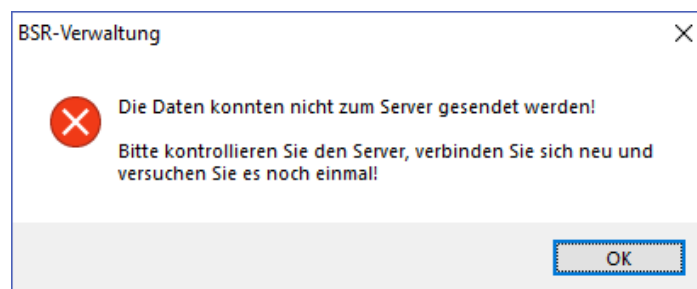 BSR-Verwaltung
Die Daten konnten nicht zum Server gesendet werden!
Bitte kontrollieren Sie den Server, verbinden Sie sich neu und
versuchen Sie es noch einmal!
OK